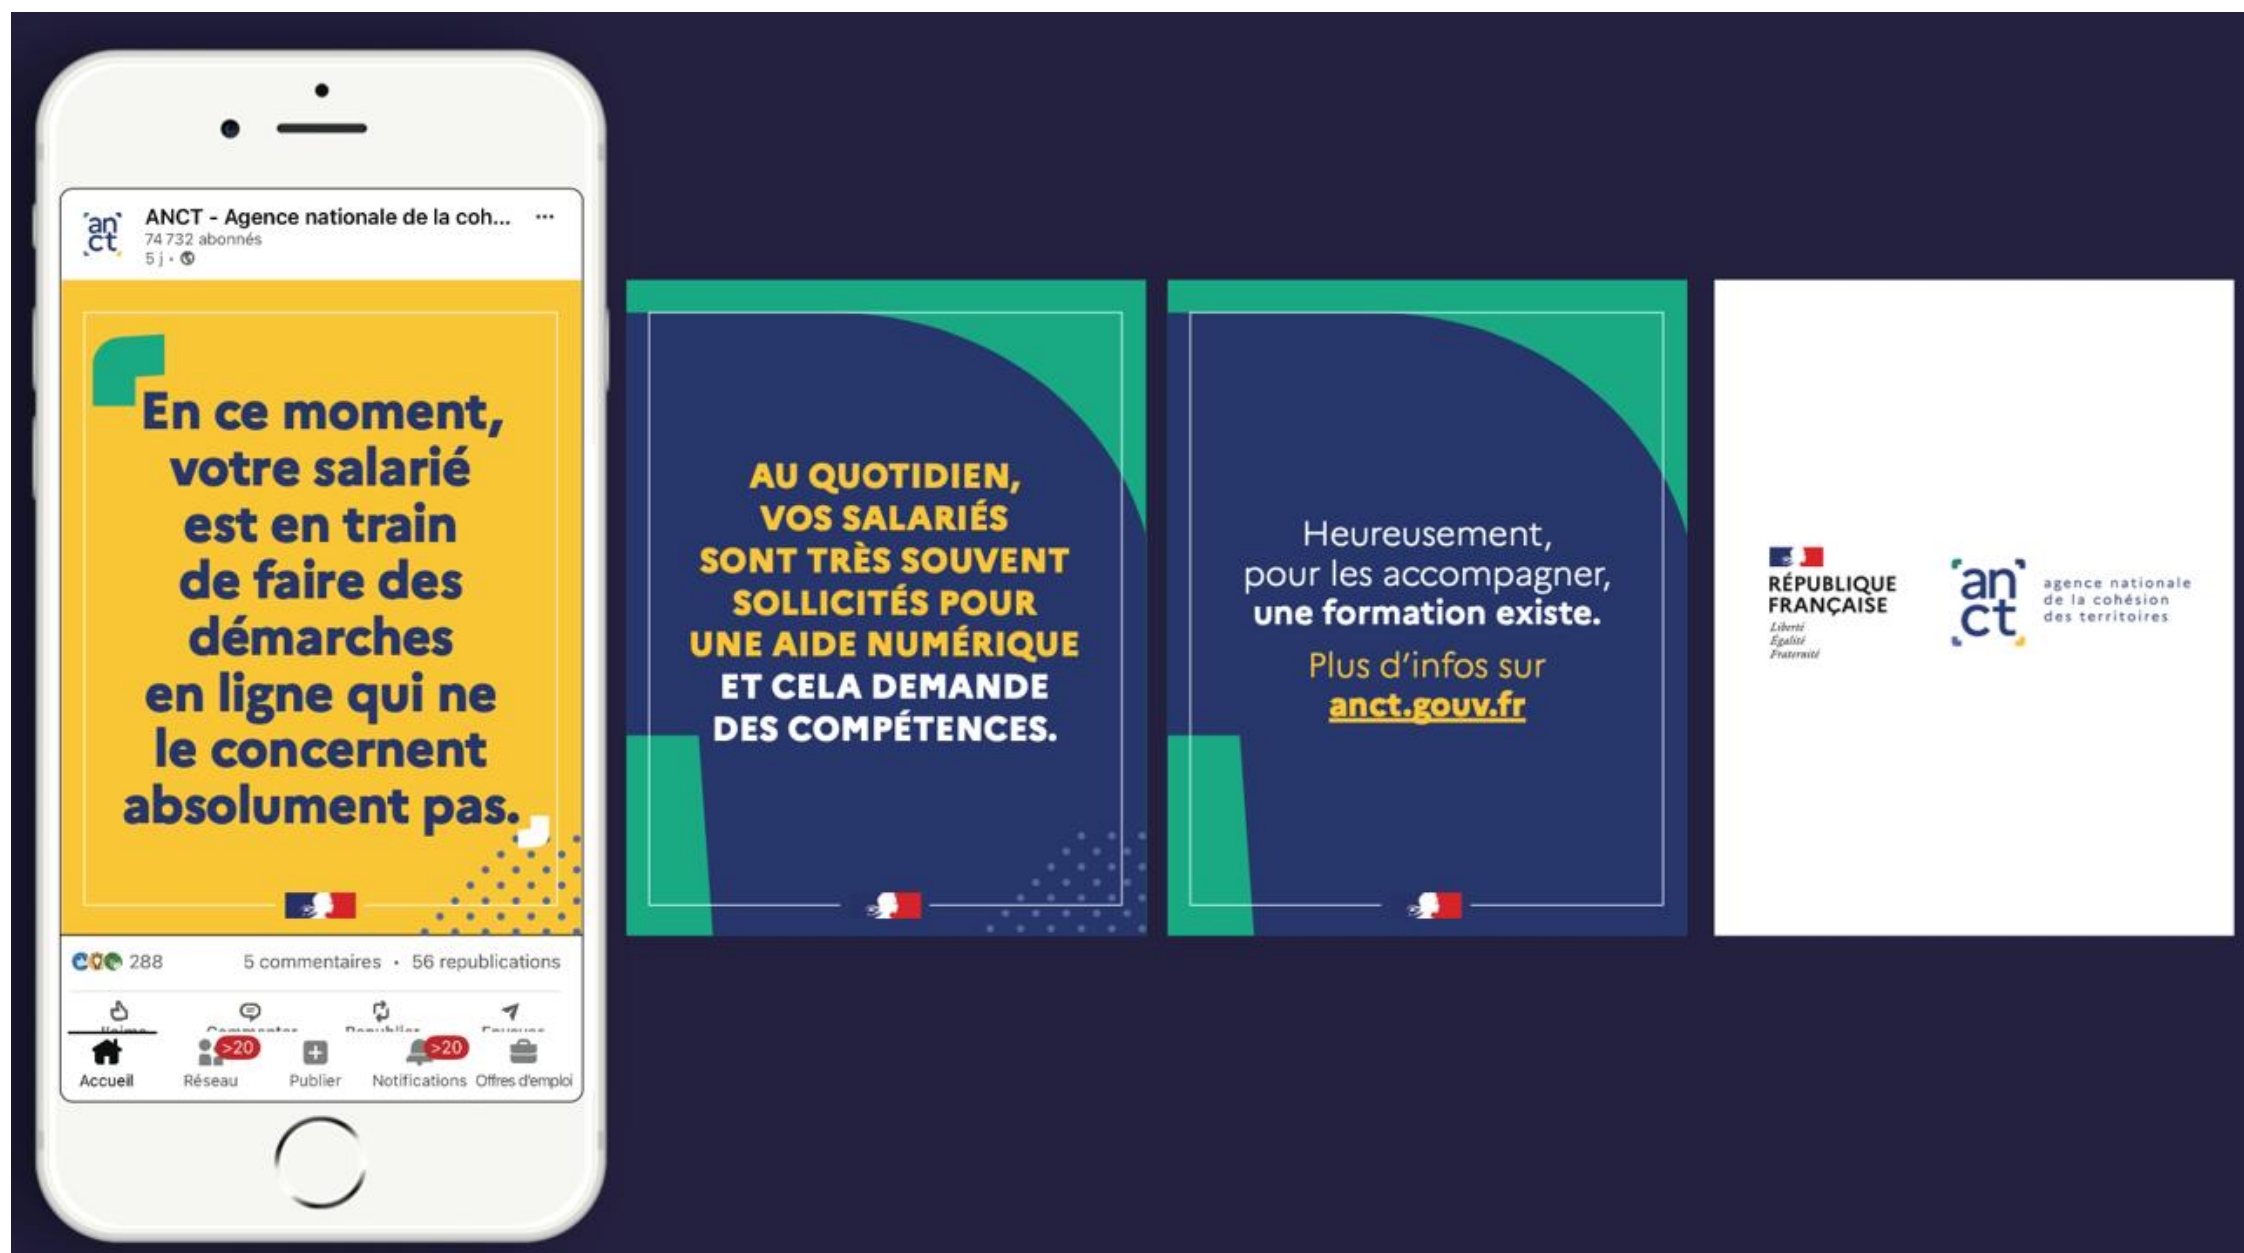 ANCT - Agence nationale de la coh... ...
74 732 abonnés
5 j •
En ce moment,
votre salarié
est en train
de faire des
démarches
en ligne qui ne
le concernent
absolument pas.
288 5 commentaires • 56 republications
J'aime Commenter Republier Envoyer
>20 >20
Accueil Réseau Publier Notifications Offres d'emploi
AU QUOTIDIEN,
VOS SALARIÉS
SONT TRÈS SOUVENT
SOLLICITÉS POUR
UNE AIDE NUMÉRIQUE
ET CELA DEMANDE
DES COMPÉTENCES.
Heureusement,
pour les accompagner,
une formation existe.
Plus d'infos sur
anct.gouv.fr
RÉPUBLIQUE
FRANÇAISE
Liberté
Égalité
Fraternité
an
ct
agence nationale
de la cohésion
des territoires